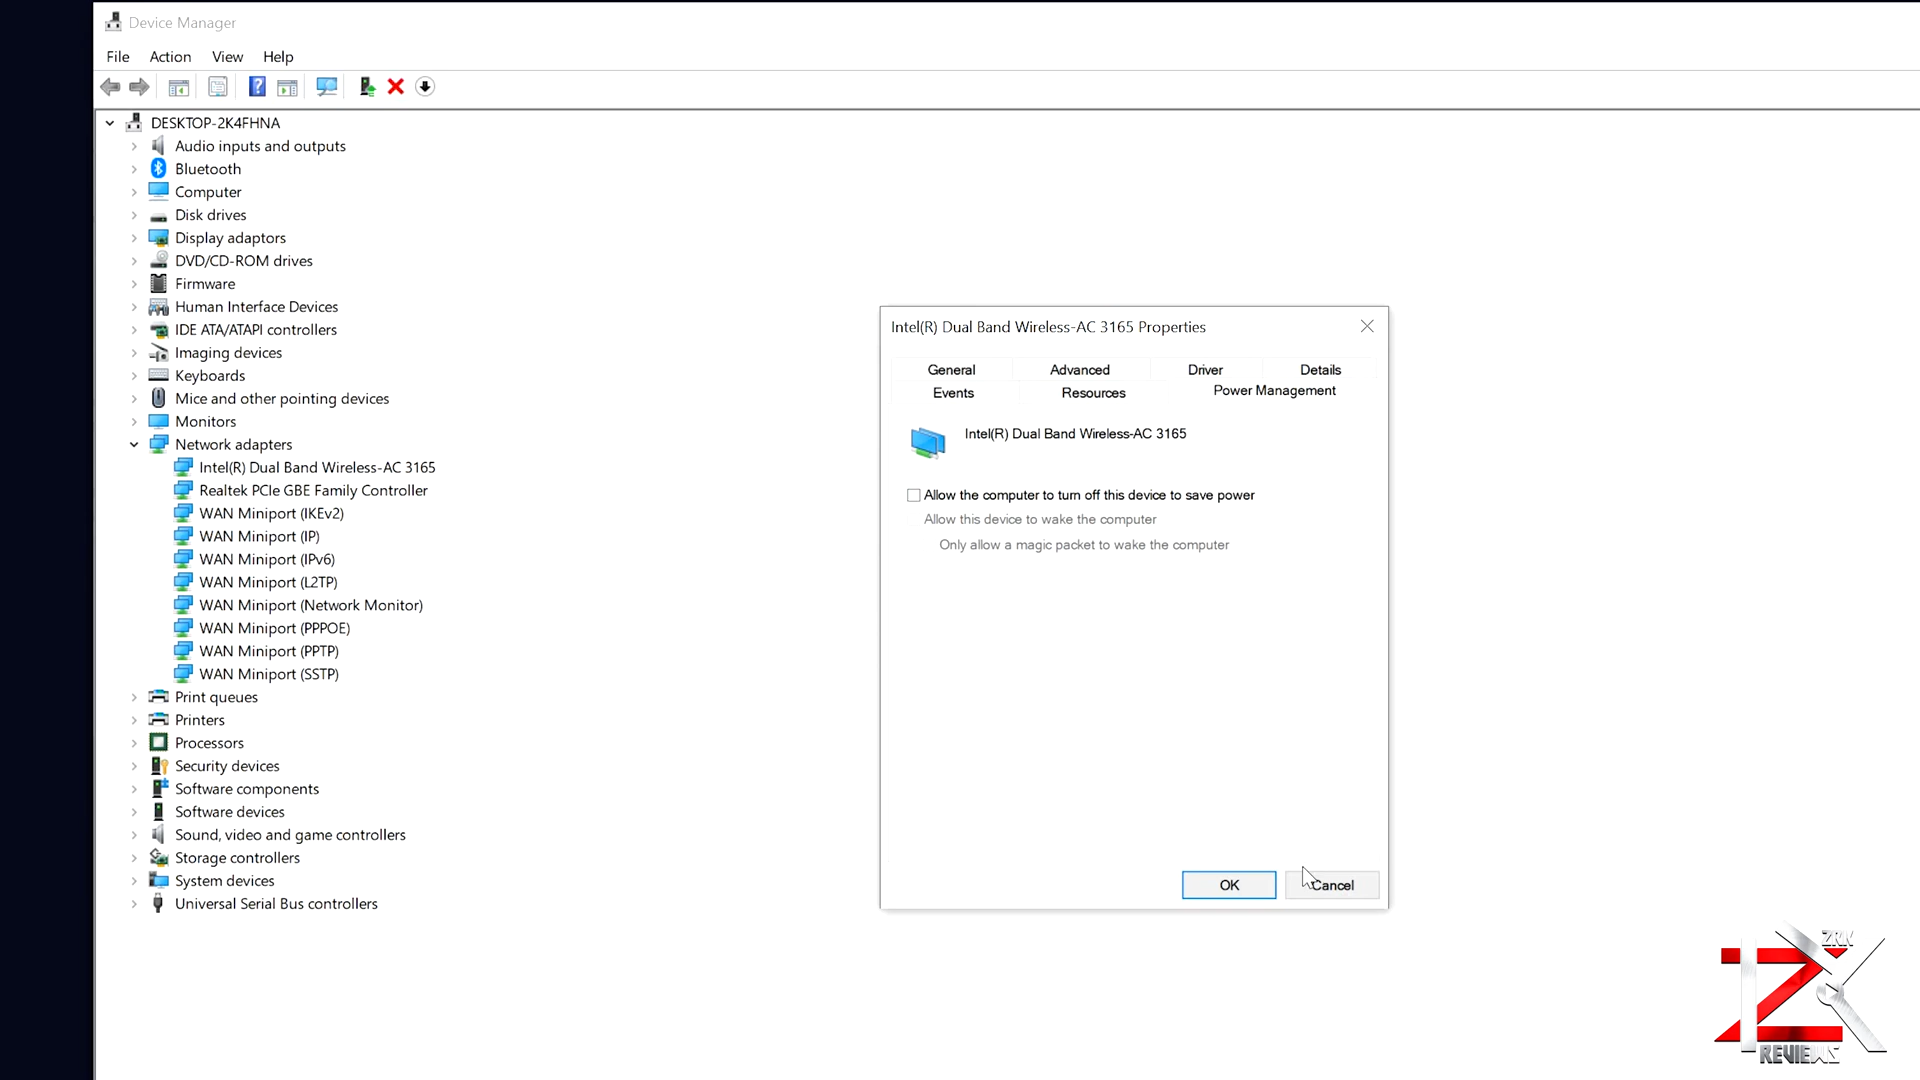 Device Manager
File Action View Help
DESKTOP-2K4FHNA
Audio inputs and outputs
Bluetooth
Computer
Disk drives
Display adaptors
DVD/CD-ROM drives
Firmware
Human Interface Devices
IDE ATA/ATAPI controllers
Imaging devices
Keyboards
Mice and other pointing devices
Monitors
Network adapters
Intel(R) Dual Band Wireless-AC 3165
Realtek PCIe GBE Family Controller
WAN Miniport (IKEv2)
WAN Miniport (IP)
WAN Miniport (IPv6)
WAN Miniport (L2TP)
WAN Miniport (Network Monitor)
WAN Miniport (PPPOE)
WAN Miniport (PPTP)
WAN Miniport (SSTP)
Print queues
Printers
Processors
Security devices
Software components
Software devices
Sound, video and game controllers
Storage controllers
System devices
Universal Serial Bus controllers
Intel(R) Dual Band Wireless-AC 3165 Properties
General Advanced Driver Details
Events Resources Power Management
Intel(R) Dual Band Wireless-AC 3165
Allow the computer to turn off this device to save power
Allow this device to wake the computer
Only allow a magic packet to wake the computer
OK Cancel
ZRX
REVIEWS